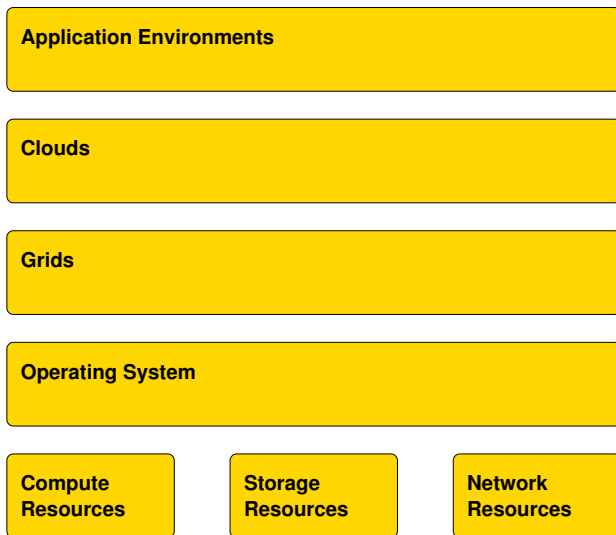 Application Environments
Clouds
Grids
Operating System
Compute
Resources
Storage
Resources
Network
Resources